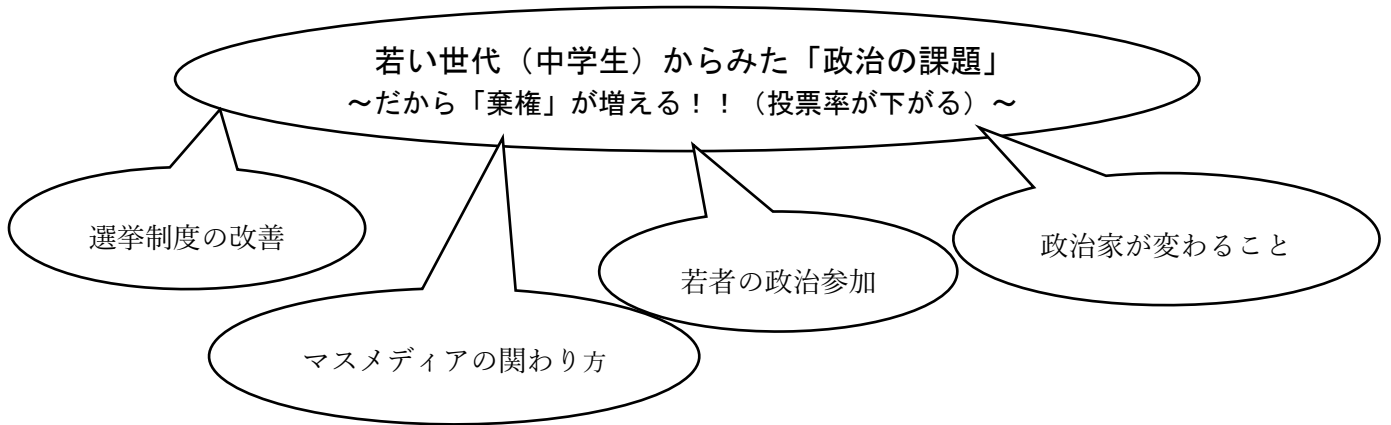 若い世代（中学生）からみた「政治の課題」
～だから「棄権」が増える！！（投票率が下がる）～
選挙制度の改善
マスメディアの関わり方
若者の政治参加
政治家が変わること